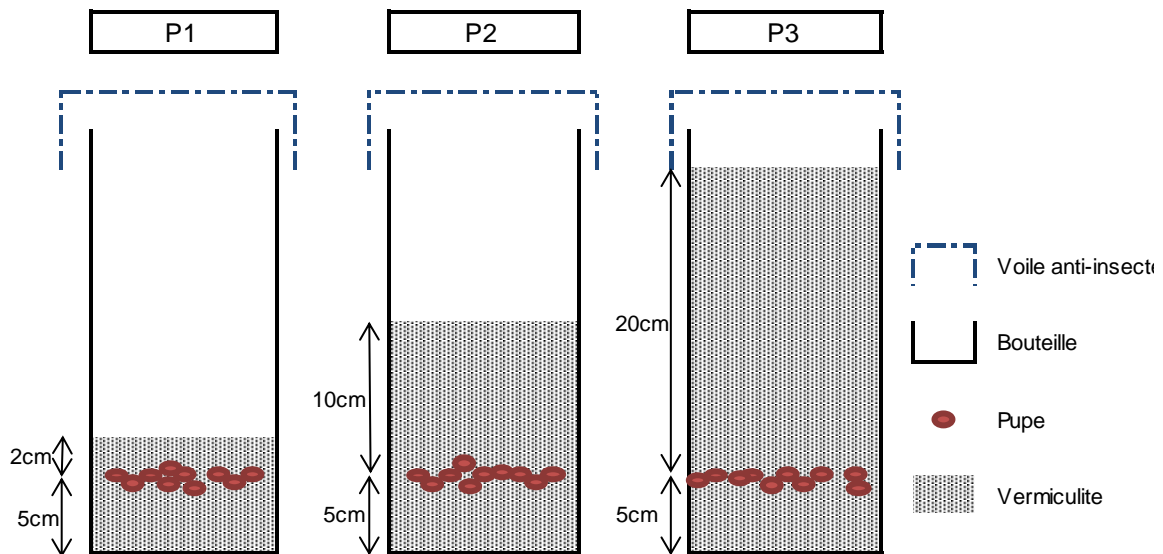 P1
P2
P3
2cm
5cm
10cm
5cm
20cm
5cm
Voile anti-insecte
Bouteille
Pupe
Vermiculite